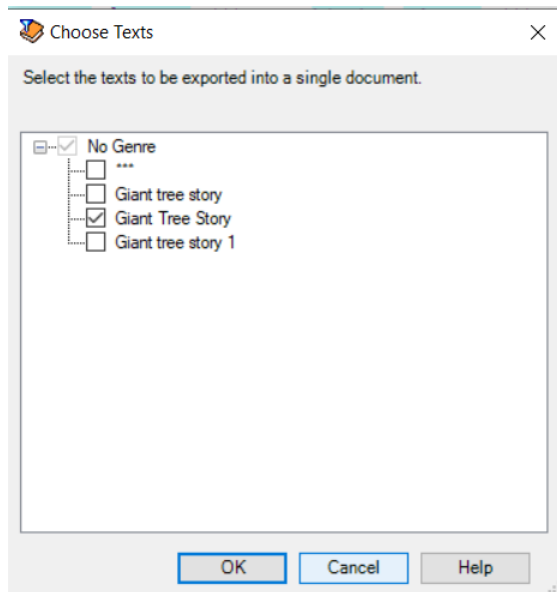 Choose Texts
Select the texts to be exported into a single document.
No Genre
***
Giant tree story
Giant Tree Story
Giant tree story 1
OK Cancel Help